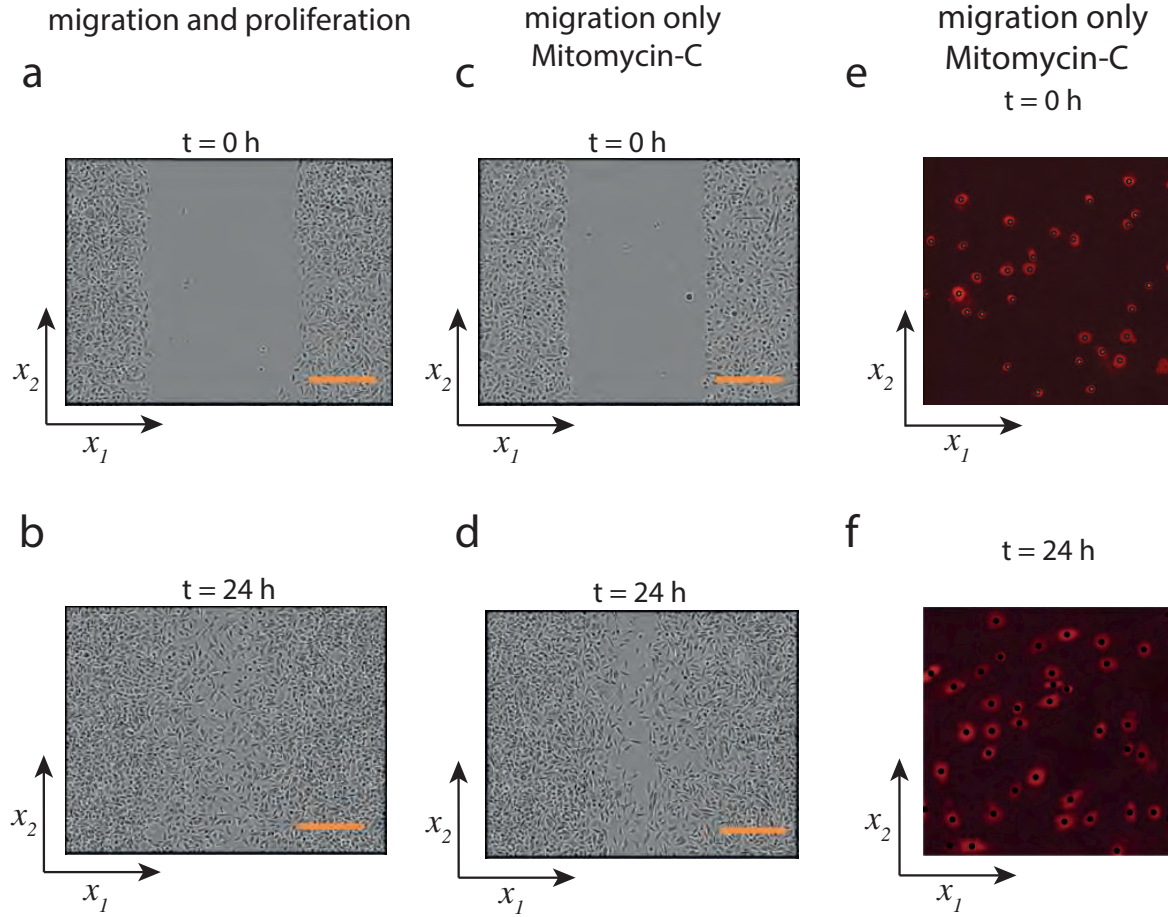 migration and proliferation
migration only
Mitomycin-C
migration only
Mitomycin-C
a
c
e
t = 0 h
t = 0 h
t = 0 h
x2
x1
x2
x1
x2
x1
b
d
f
t = 24 h
t = 24 h
t = 24 h
x2
x1
x2
x1
x2
x1